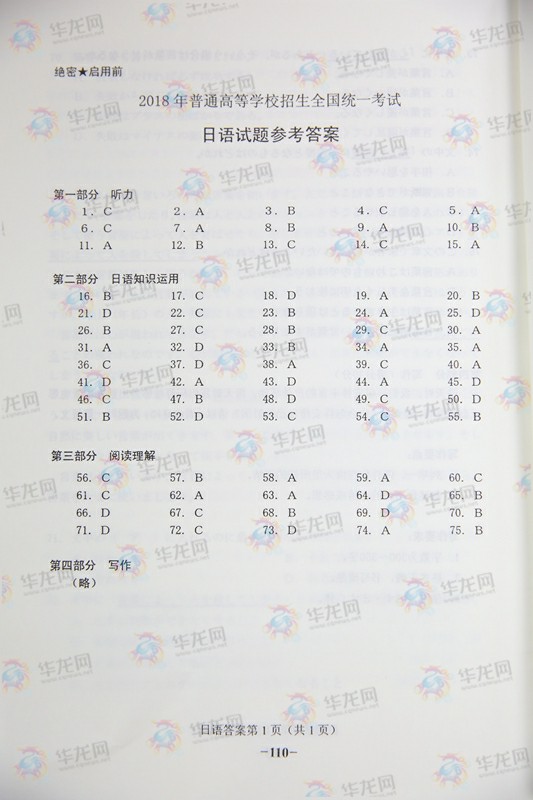 绝密★启用前
2018年普通高等学校招生全国统一考试
日语试题参考答案
第一部分 听力
1. C 2. A 3. B 4. C 5. A
6. C 7. A 8. B 9. A 10. B
11. A 12. B 13. C 14. C 15. A
第二部分 日语知识运用
16. B 17. C 18. D 19. A 20. B
21. D 22. C 23. B 24. A 25. D
26. B 27. C 28. B 29. C 30. A
31. A 32. D 33. B 34. A 35. A
36. C 37. D 38. A 39. C 40. A
41. D 42. A 43. D 44. A 45. D
46. C 47. B 48. D 49. C 50. D
51. B 52. D 53. C 54. C 55. B
第三部分 阅读理解
56. C 57. B 58. A 59. A 60. C
61. C 62. A 63. A 64. D 65. B
66. D 67. C 68. B 69. D 70. B
71. D 72. C 73. D 74. A 75. B
第四部分 写作
（略）
日语答案第1页（共1页）
-110-
华龙网